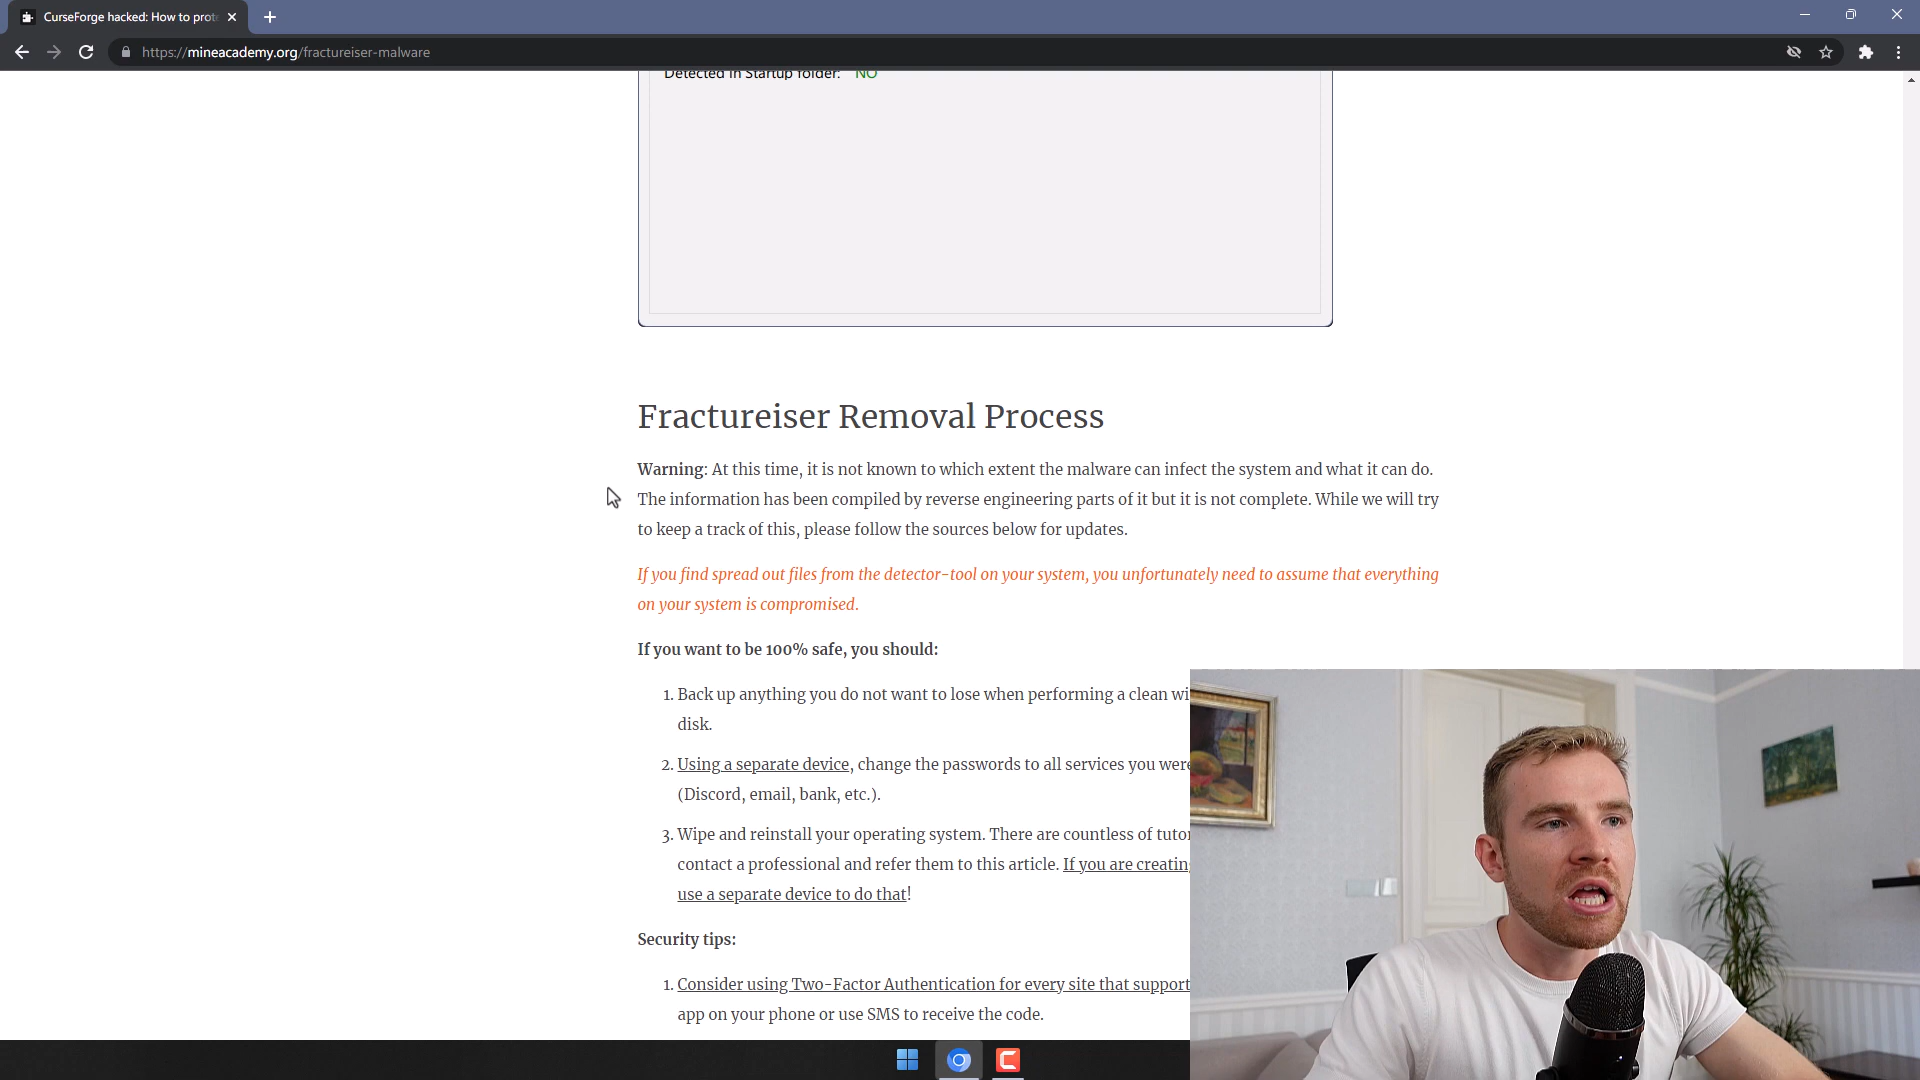 CurseForge hacked: How to prot
https://mineacademy.org/fractureiser-malware
Detected in Startup folder: NO
Fractureiser Removal Process
Warning: At this time, it is not known to which extent the malware can infect the system and what it can do.
The information has been compiled by reverse engineering parts of it but it is not complete. While we will try
to keep a track of this, please follow the sources below for updates.
If you find spread out files from the detector-tool on your system, you unfortunately need to assume that everything
on your system is compromised.
If you want to be 100% safe, you should:
1. Back up anything you do not want to lose when performing a clean wi
disk.
2. Using a separate device, change the passwords to all services you were
(Discord, email, bank, etc.).
3. Wipe and reinstall your operating system. There are countless of tutor
contact a professional and refer them to this article. If you are creating
use a separate device to do that!
Security tips:
1. Consider using Two-Factor Authentication for every site that support
app on your phone or use SMS to receive the code.